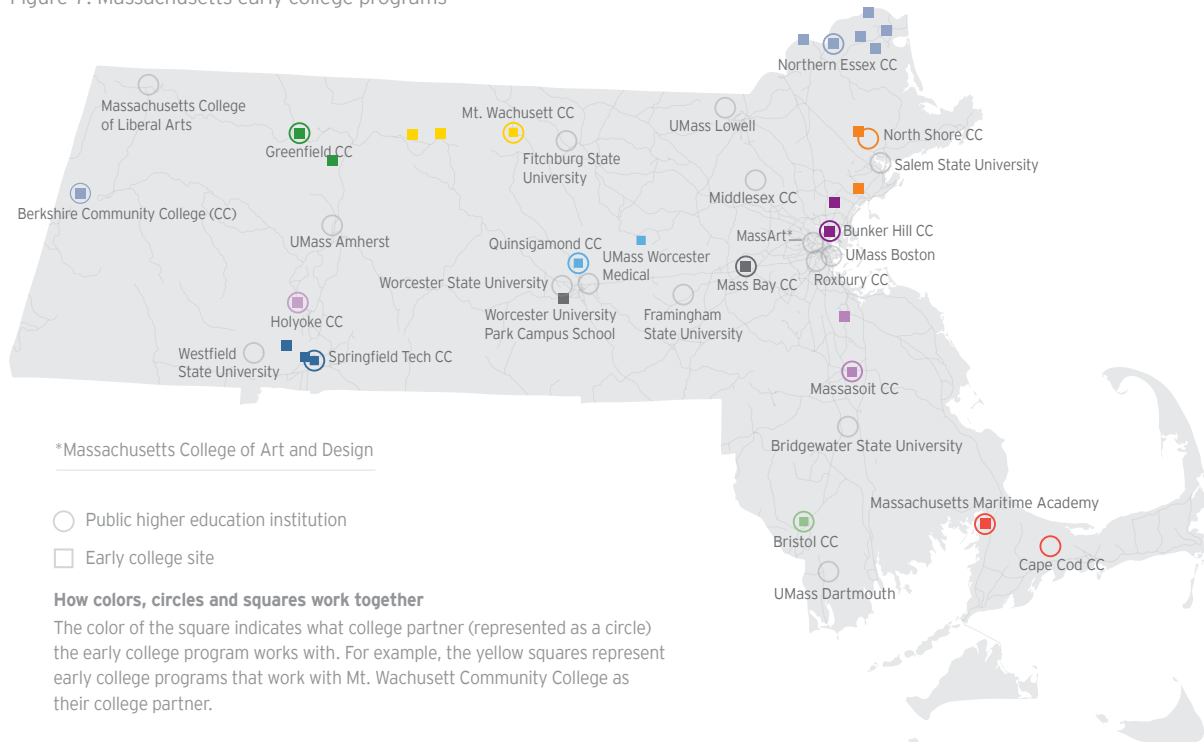 Figure 7. Massachusetts early college programs
Northern Essex CC
Massachusetts College
of Liberal Arts
Mt. Wachusett CC
UMass Lowell
North Shore CC
Greenfield CC
Fitchburg State
University
Salem State University
Middlesex CC
Berkshire Community College (CC)
UMass Amherst
Quinsigamond CC
MassArt*
Bunker Hill CC
UMass Worcester
Medical
UMass Boston
Worcester State University
Mass Bay CC
Roxbury CC
Holyoke CC
Worcester University
Park Campus School
Framingham
State University
Westfield
State University
Springfield Tech CC
Massasoit CC
*Massachusetts College of Art and Design
Bridgewater State University
Public higher education institution
Massachusetts Maritime Academy
Early college site
Bristol CC
Cape Cod CC
UMass Dartmouth
How colors, circles and squares work together
The color of the square indicates what college partner (represented as a circle)
the early college program works with. For example, the yellow squares represent
early college programs that work with Mt. Wachusett Community College as
their college partner.